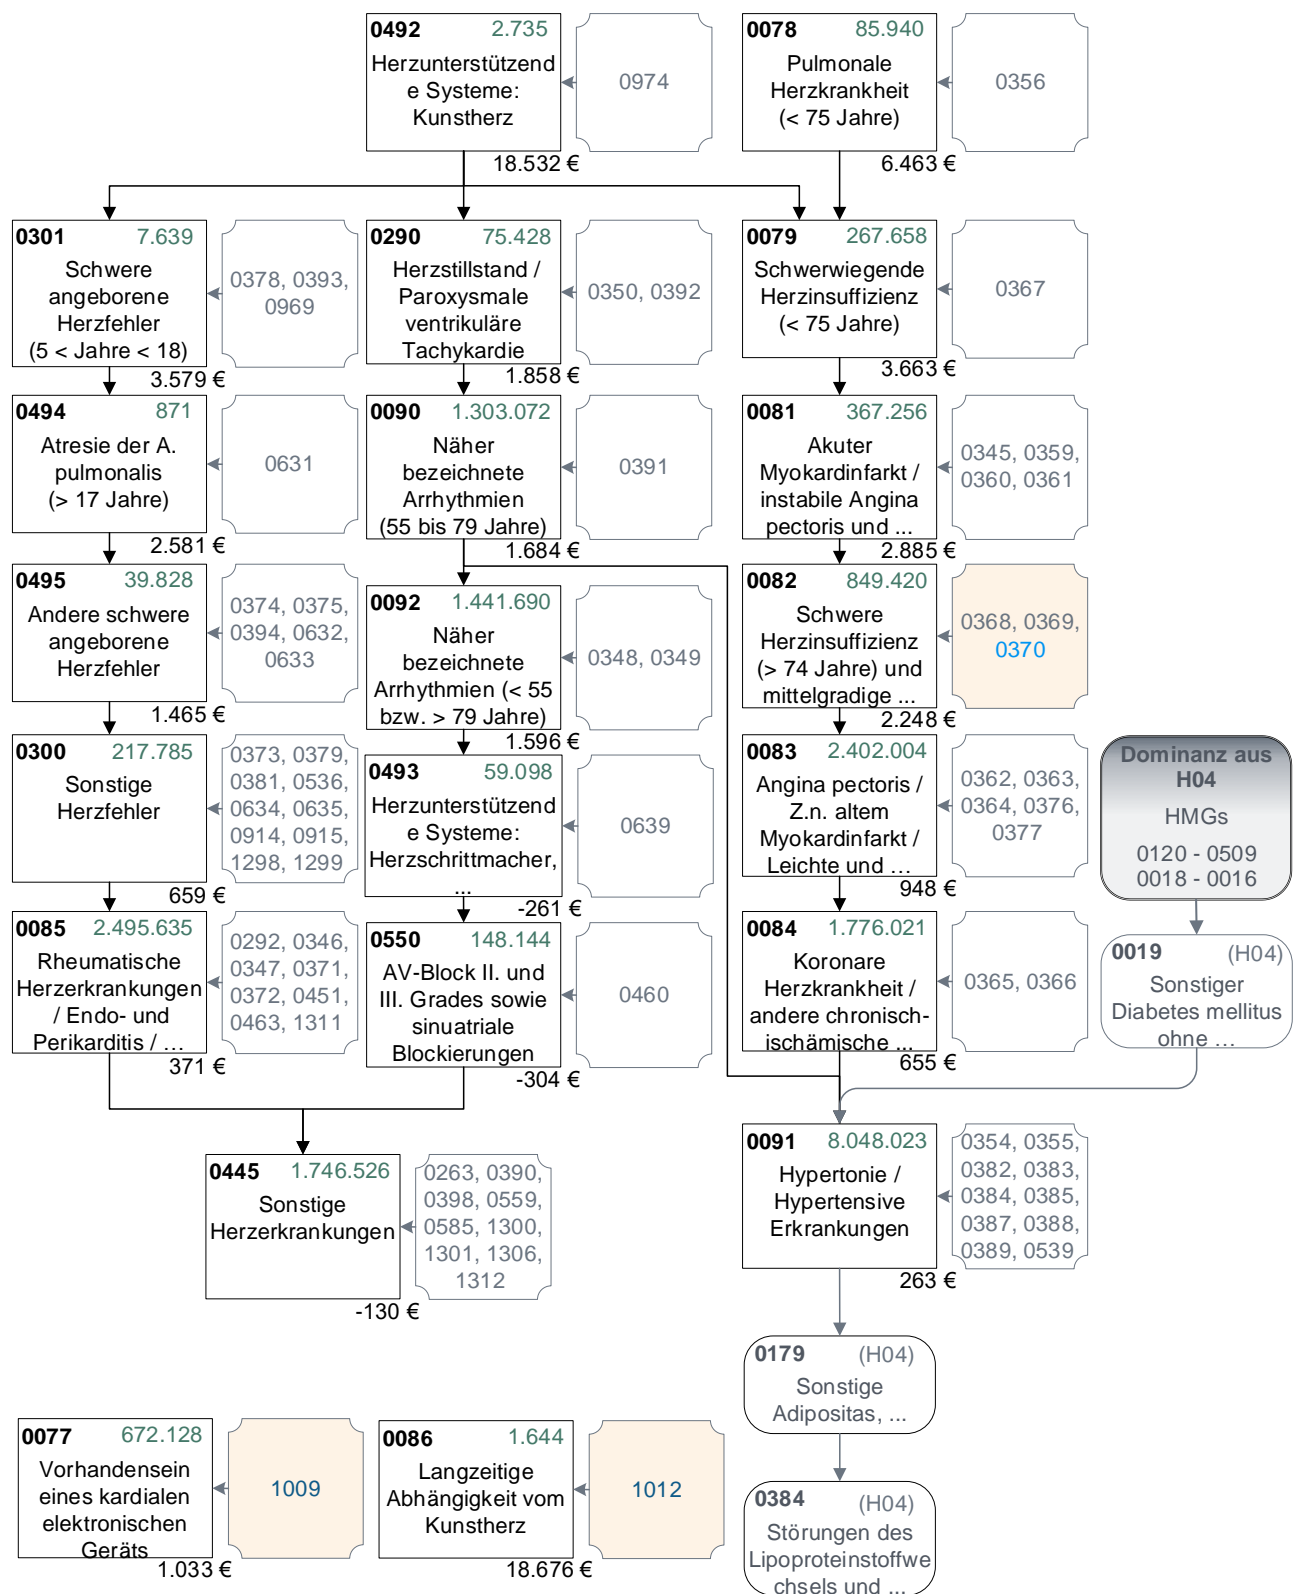 0492 2.735
Herzunterstützend
e Systeme:
Kunstherz
18.532 €
0974
0078 85.940
Pulmonale
Herzkrankheit
(< 75 Jahre)
6.463 €
0356
0301 7.639
Schwere
angeborene
Herzfehler
(5 < Jahre < 18)
3.579 €
0378, 0393,
0969
0290 75.428
Herzstillstand /
Paroxysmale
ventrikuläre
Tachykardie
1.858 €
0350, 0392
0079 267.658
Schwerwiegende
Herzinsuffizienz
(< 75 Jahre)
3.663 €
0367
0494 871
Atresie der A.
pulmonalis
(> 17 Jahre)
2.581 €
0631
0090 1.303.072
Näher
bezeichnete
Arrhythmien
(55 bis 79 Jahre)
1.684 €
0391
0081 367.256
Akuter
Myokardinfarkt /
instabile Angina
pectoris und ...
2.885 €
0345, 0359,
0360, 0361
0495 39.828
Andere schwere
angeborene
Herzfehler
1.465 €
0374, 0375,
0394, 0632,
0633
0092 1.441.690
Näher
bezeichnete
Arrhythmien (< 55
bzw. > 79 Jahre)
1.596 €
0348, 0349
0082 849.420
Schwere
Herzinsuffizienz
(> 74 Jahre) und
mittelgradige ...
2.248 €
0368, 0369,
0370
0300 217.785
Sonstige
Herzfehler
659 €
0373, 0379,
0381, 0536,
0634, 0635,
0914, 0915,
1298, 1299
0493 59.098
Herzunterstützend
e Systeme:
Herzschrittmacher,
...
-261 €
0639
0083 2.402.004
Angina pectoris /
Z.n. altem
Myokardinfarkt /
Leichte und ...
948 €
0362, 0363,
0364, 0376,
0377
Dominanz aus
H04
HMGs
0120 - 0509
0018 - 0016
0085 2.495.635
Rheumatische
Herzerkrankungen
/ Endo- und
Perikarditis / ...
371 €
0292, 0346,
0347, 0371,
0372, 0451,
0463, 1311
0550 148.144
AV-Block II. und
III. Grades sowie
sinuatriale
Blockierungen
-304 €
0460
0084 1.776.021
Koronare
Herzkrankheit /
andere chronisch-
ischämische ...
655 €
0365, 0366
0019 (H04)
Sonstiger
Diabetes mellitus
ohne ...
0445 1.746.526
Sonstige
Herzerkrankungen
-130 €
0263, 0390,
0398, 0559,
0585, 1300,
1301, 1306,
1312
0091 8.048.023
Hypertonie /
Hypertensive
Erkrankungen
263 €
0354, 0355,
0382, 0383,
0384, 0385,
0387, 0388,
0389, 0539
0179 (H04)
Sonstige
Adipositas, ...
0077 672.128
Vorhandensein
eines kardialen
elektronischen
Geräts
1.033 €
1009
0086 1.644
Langzeitige
Abhängigkeit vom
Kunstherz
18.676 €
1012
0384 (H04)
Störungen des
Lipoproteinstoffwe
chsels und ...